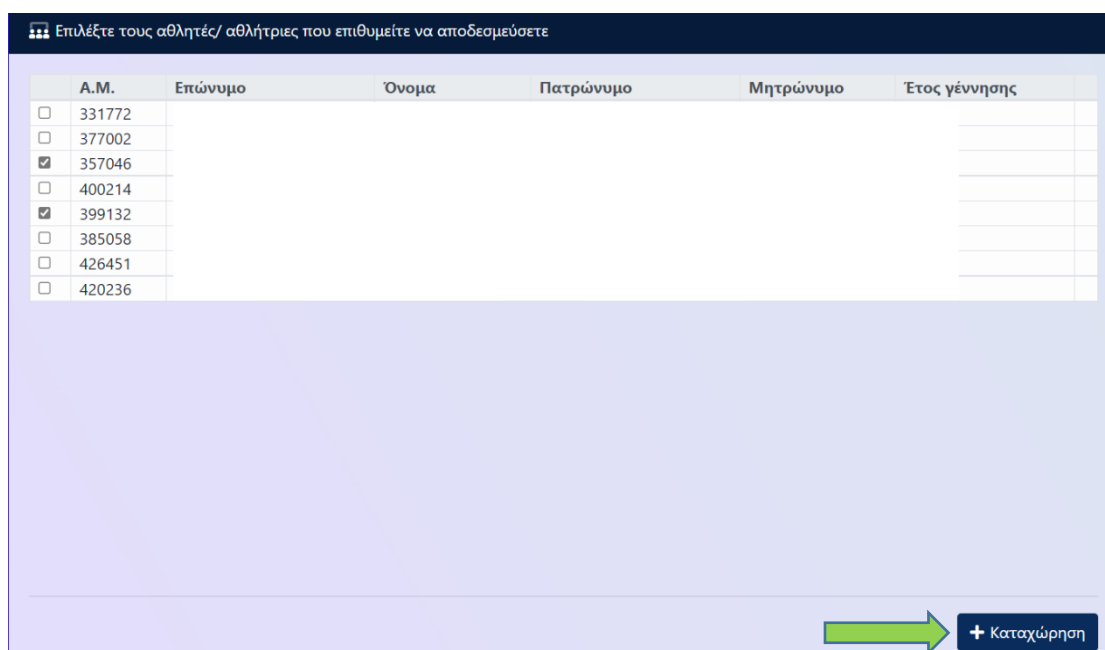 Επιλέξτε τους αθλητές/ αθλήτριες που επιθυμείτε να αποδεσμεύσετε
Α.Μ. Επώνυμο Όνομα Πατρώνυμο Μητρώνυμο Έτος γέννησης
331772
377002
357046
400214
399132
385058
426451
420236
+ Καταχώρηση